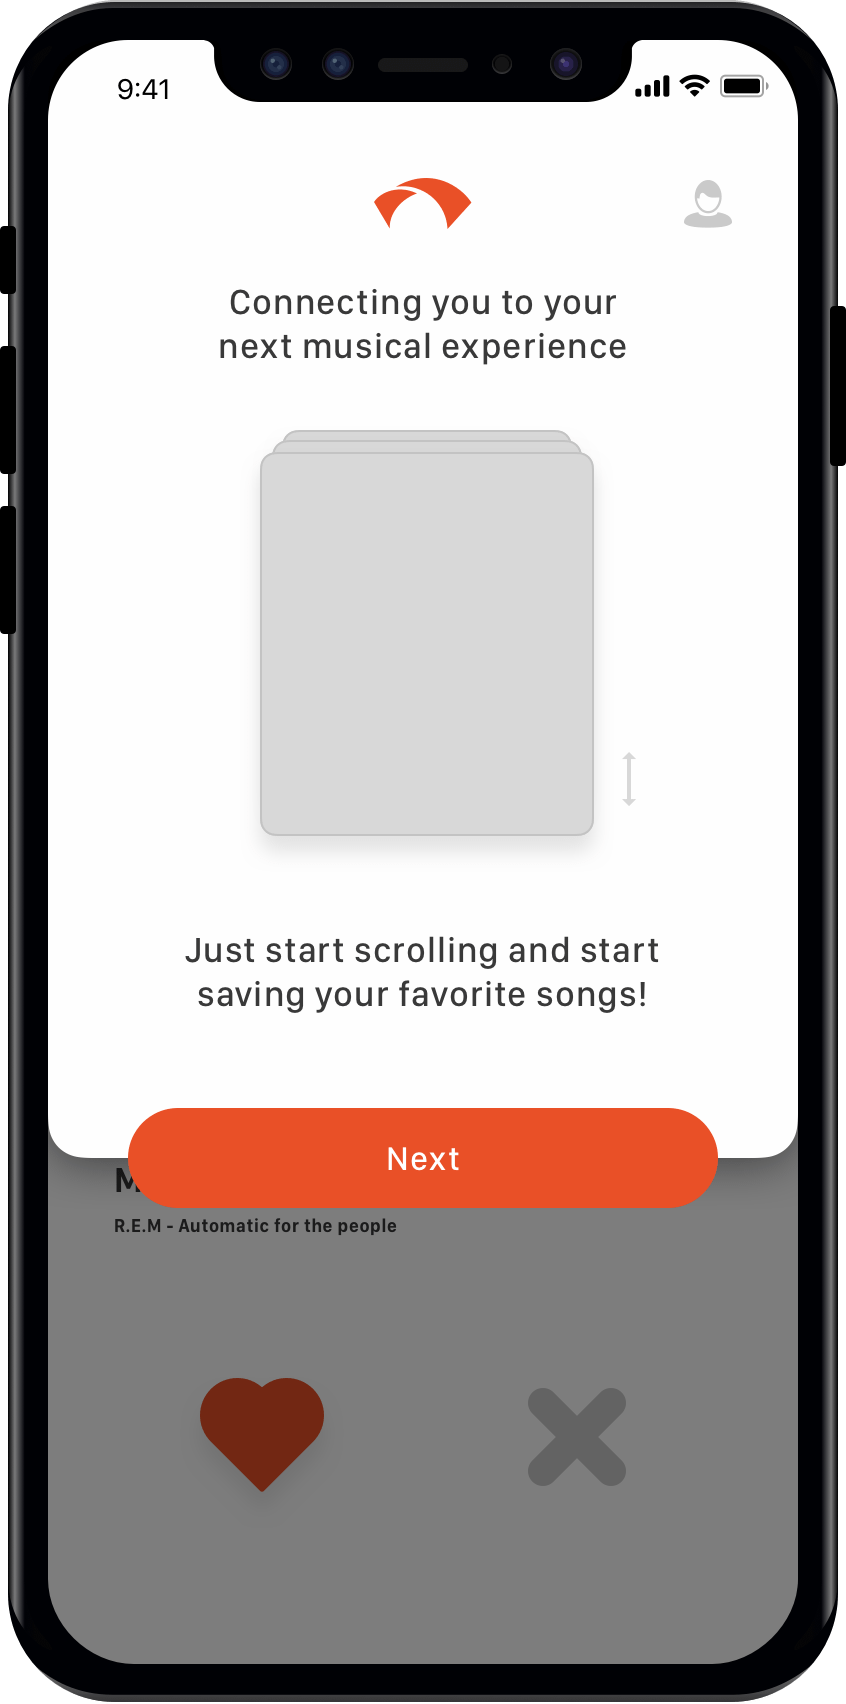 9:41
Connecting you to your
next musical experience
Just start scrolling and start
saving your favorite songs!
Next
R.E.M - Automatic for the people